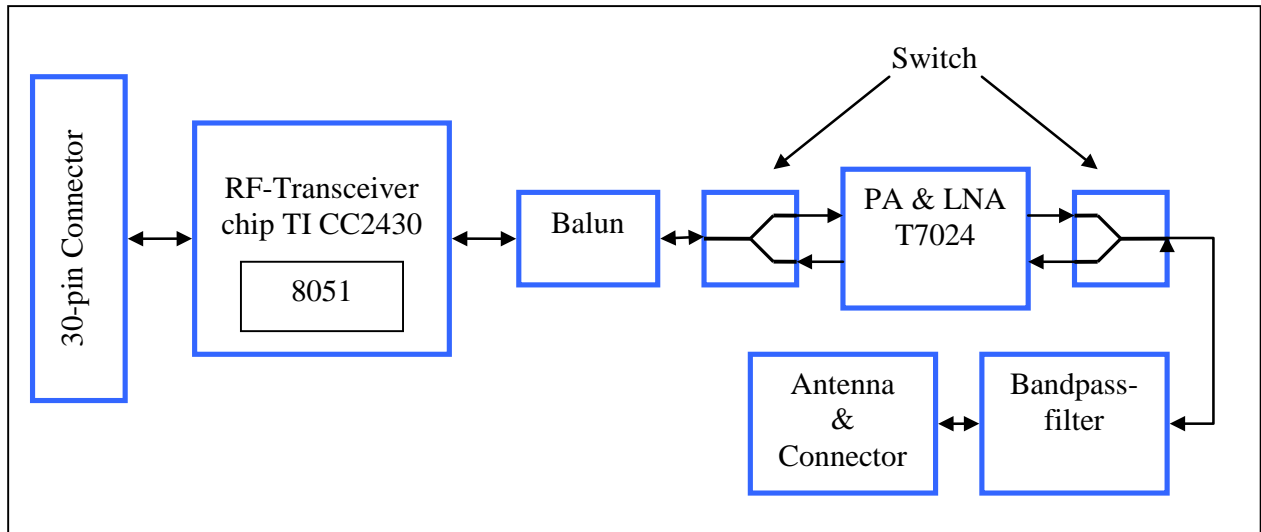 Switch
30-pin Connector
RF-Transceiver
chip TI CC2430
8051
Balun
PA & LNA
T7024
Antenna
&
Connector
Bandpass-
filter